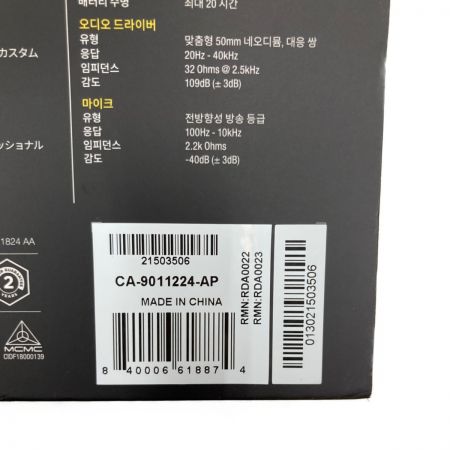 배터리 수명 최대 20 시간
오디오 드라이버
유형 맞춤형 50mm 네오디뮴, 대응 쌍
응답 20Hz - 40kHz
임피던스 32 Ohms @ 2.5kHz
감도 109dB (± 3dB)
마이크
유형 전방향성 방송 등급
응답 100Hz - 10kHz
임피던스 2.2k Ohms
감도 -40dB (± 3dB)
カスタム
ッショナル
1824 AA
2
YEARS
MCMC
CIDF18000139
21503506
CA-9011224-AP
MADE IN CHINA
8 40006 61887 4
RMN:RDA0022
RMN:RDA0023
013021503506